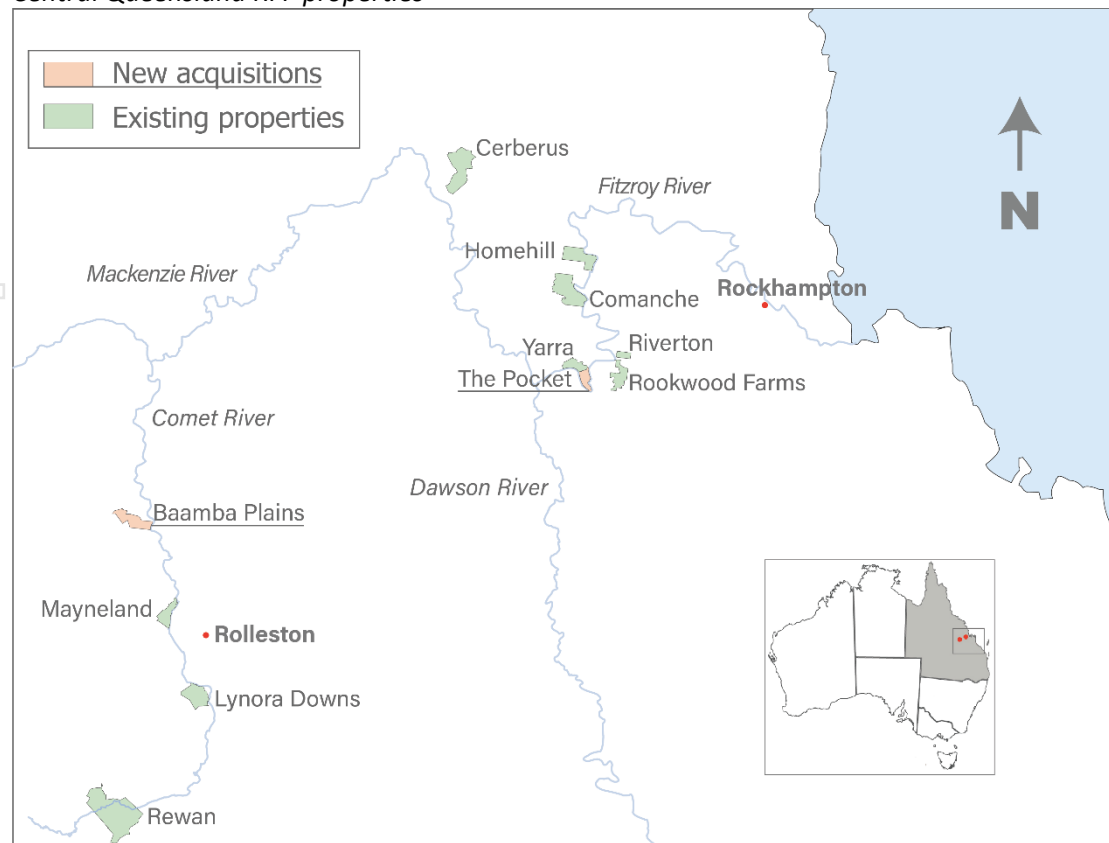 New acquisitions
Existing properties
Cerberus
Fitzroy River
Homehill
Mackenzie River
Comanche
Rockhampton
Yarra
Riverton
The Pocket
Rookwood Farms
Comet River
Dawson River
Baamba Plains
Mayneland
Rolleston
Lynora Downs
Rewan
N